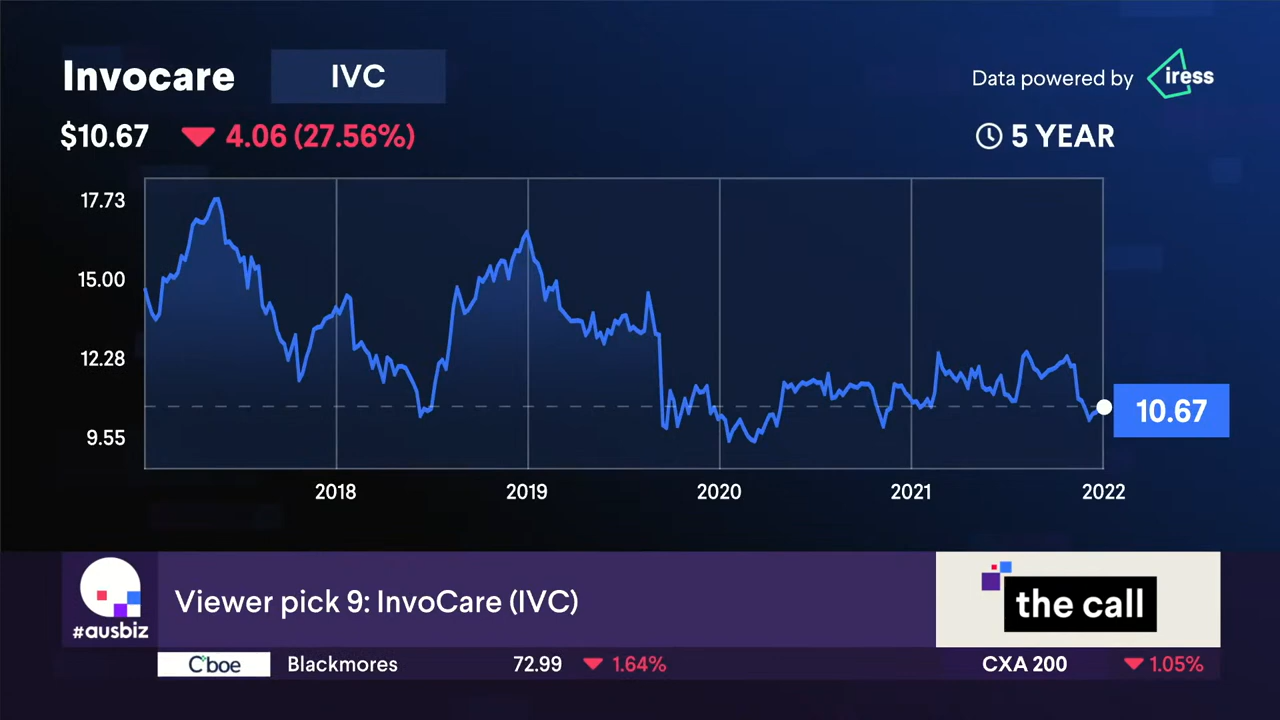 Invocare
IVC
Data powered by iress
$10.67 ▼ 4.06 (27.56%)
5 YEAR
17.73
15.00
12.28
9.55
10.67
2018 2019 2020 2021 2022
#ausbiz
Viewer pick 9: InvoCare (IVC)
the call
Cboe Blackmores 72.99 ▼ 1.64% CXA 200 ▼ 1.05%